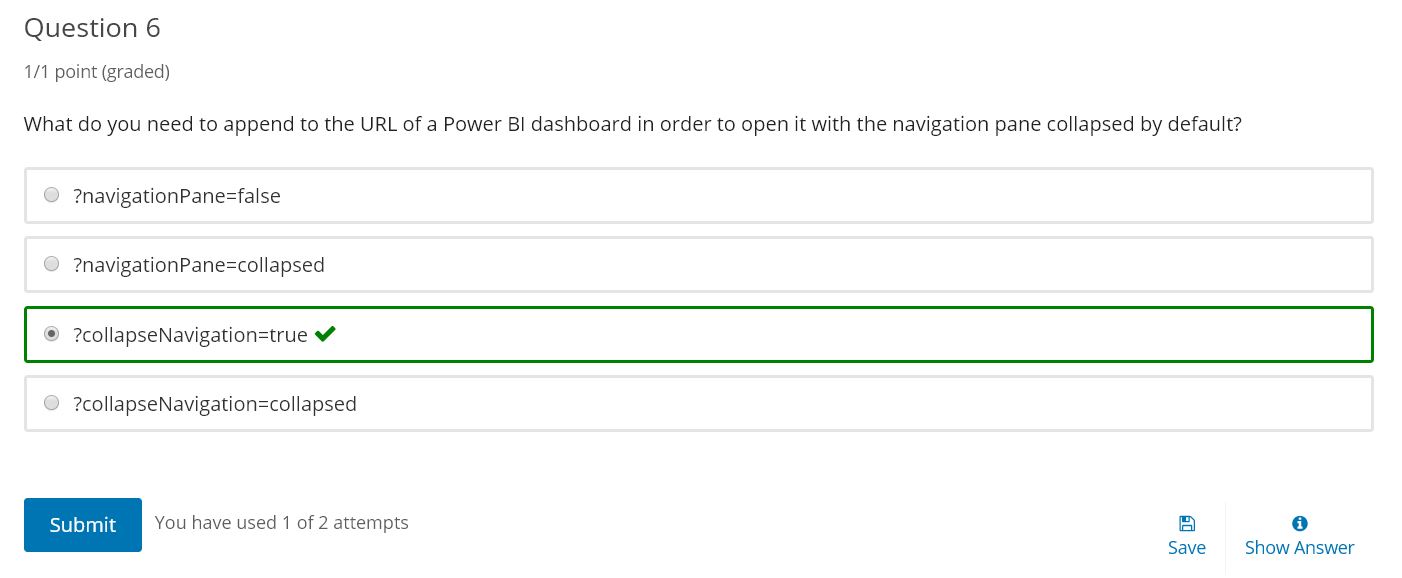 Question 6
1/1 point (graded)
What do you need to append to the URL of a Power BI dashboard in order to open it with the navigation pane collapsed by default?
?navigationPane=false
?navigationPane=collapsed
?collapseNavigation=true
?collapseNavigation=collapsed
Submit
You have used 1 of 2 attempts
Save
Show Answer